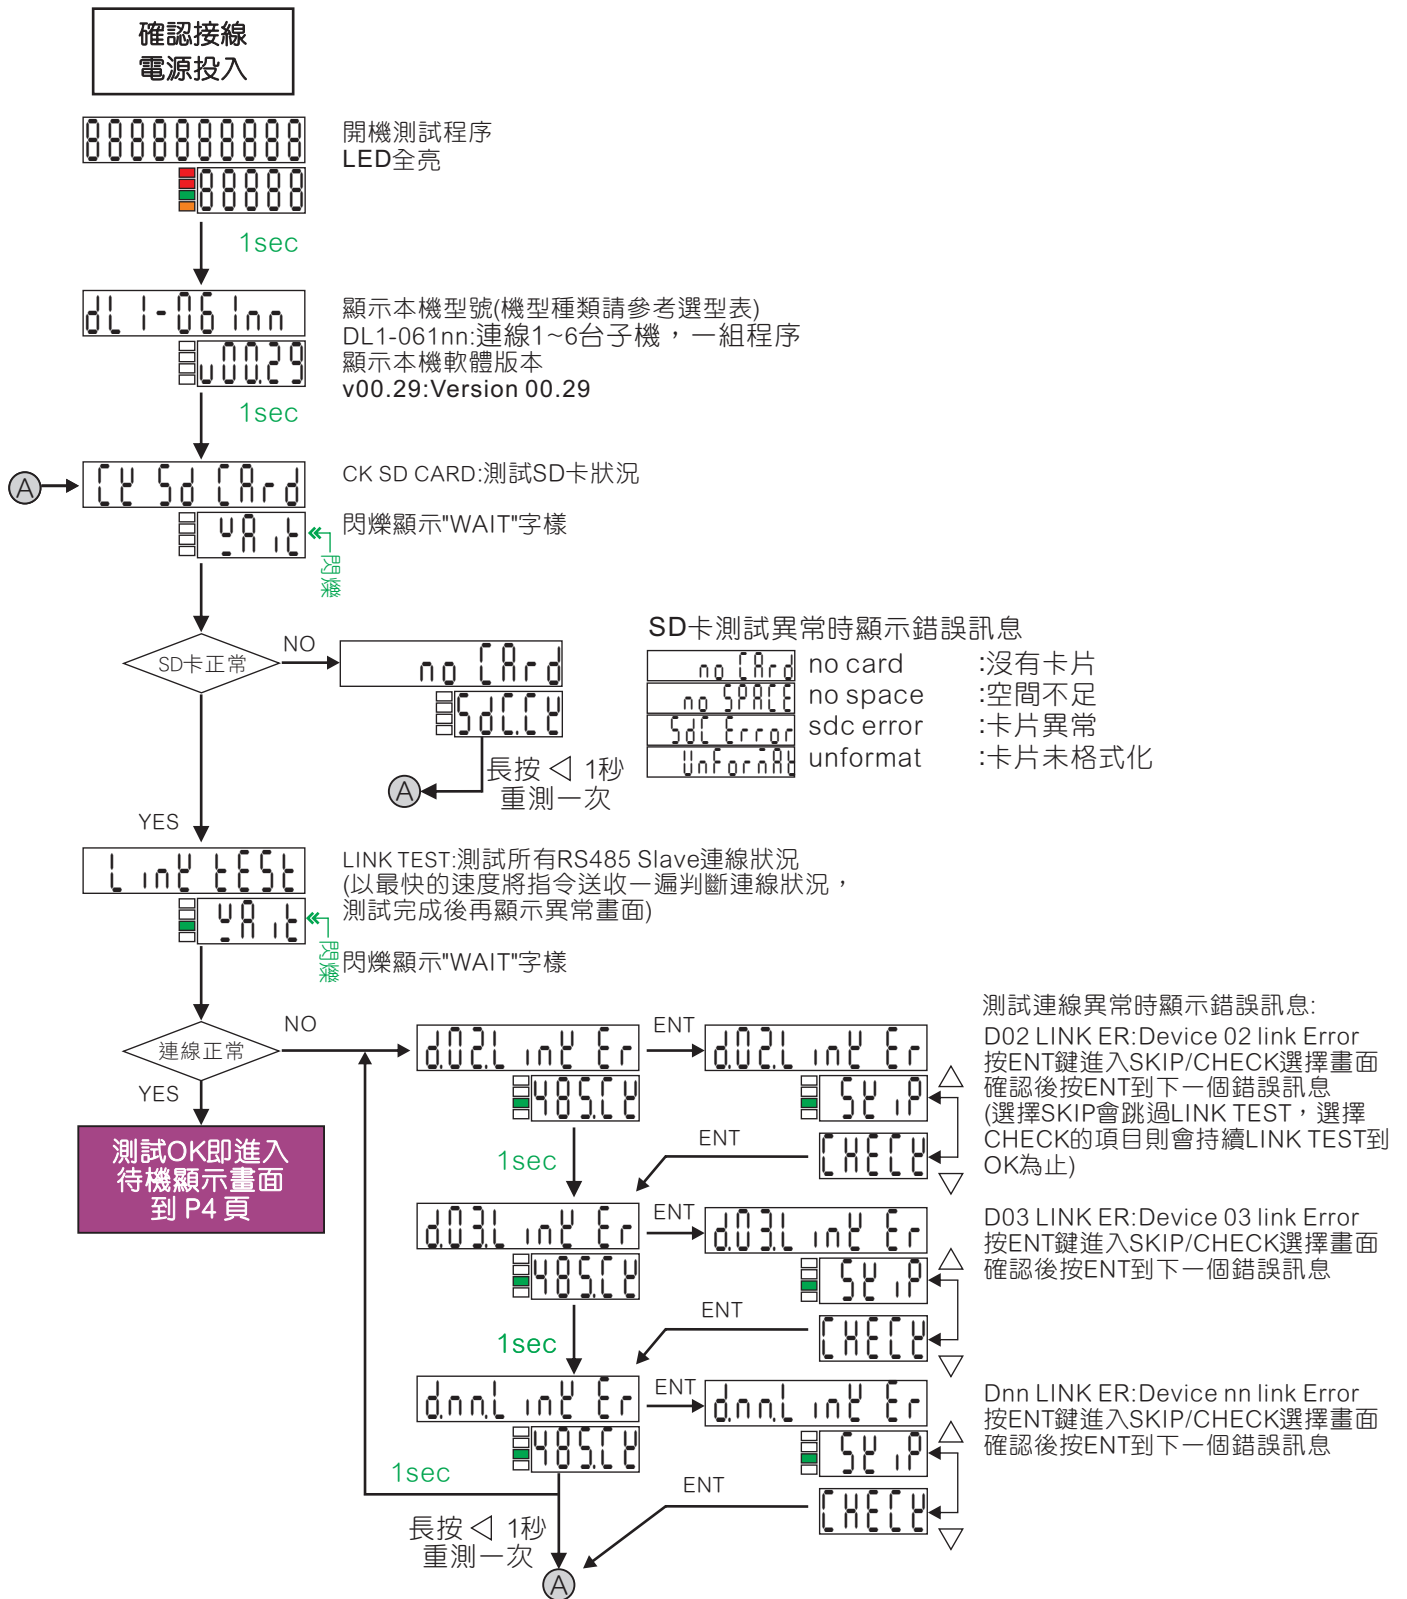 確認接線
電源投入
8888888888
88888
開機測試程序
LED全亮
1sec
dL1-061nn
v00.29
顯示本機型號(機型種類請參考選型表)
DL1-061nn:連線1~6台子機，一組程序
顯示本機軟體版本
v00.29:Version 00.29
1sec
A
CK Sd CArd
WAit
閃爍
CK SD CARD:測試SD卡狀況
閃爍顯示"WAIT"字樣
SD卡正常
NO
no CArd
SdC.CK
長按 ◁ 1秒
重測一次
A
SD卡測試異常時顯示錯誤訊息
no CArd no card :沒有卡片
no SPACE no space :空間不足
SdC Error sdc error :卡片異常
UnForMAt unformat :卡片未格式化
YES
LinK tESt
WAit
閃爍
LINK TEST:測試所有RS485 Slave連線狀況
(以最快的速度將指令送收一遍判斷連線狀況，
測試完成後再顯示異常畫面)
閃爍顯示"WAIT"字樣
連線正常
NO
YES
測試OK即進入
待機顯示畫面
到 P4 頁
d.02.LinK Er
485.CK
ENT
d.02.LinK Er
SKiP
△
CHECK
▽
ENT
1sec
測試連線異常時顯示錯誤訊息:
D02 LINK ER:Device 02 link Error
按ENT鍵進入SKIP/CHECK選擇畫面
確認後按ENT到下一個錯誤訊息
(選擇SKIP會跳過LINK TEST，選擇
CHECK的項目則會持續LINK TEST到
OK為止)
d.03.LinK Er
485.CK
ENT
d.03.LinK Er
SKiP
△
CHECK
▽
ENT
1sec
D03 LINK ER:Device 03 link Error
按ENT鍵進入SKIP/CHECK選擇畫面
確認後按ENT到下一個錯誤訊息
d.nn.LinK Er
485.CK
ENT
d.nn.LinK Er
SKiP
△
CHECK
▽
ENT
1sec
Dnn LINK ER:Device nn link Error
按ENT鍵進入SKIP/CHECK選擇畫面
確認後按ENT到下一個錯誤訊息
長按 ◁ 1秒
重測一次
A